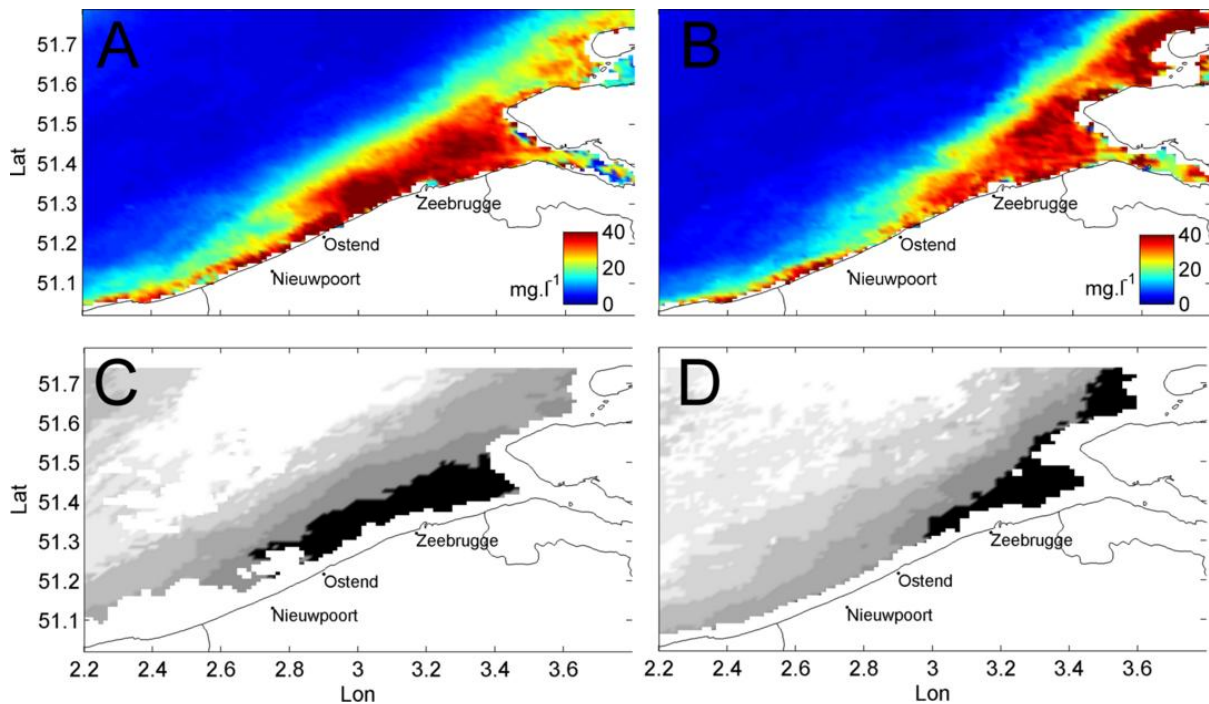 A
B
51.7
51.6
51.5
51.4
51.3
51.2
51.1
Lat
Zeebrugge
Ostend
Nieuwpoort
40
20
0
mg.l¹
Zeebrugge
Ostend
Nieuwpoort
40
20
0
mg.l¹
C
D
51.7
51.6
51.5
51.4
51.3
51.2
51.1
Lat
Zeebrugge
Ostend
Nieuwpoort
Zeebrugge
Ostend
Nieuwpoort
2.2 2.4 2.6 2.8 3 3.2 3.4 3.6
Lon
2.2 2.4 2.6 2.8 3 3.2 3.4 3.6
Lon